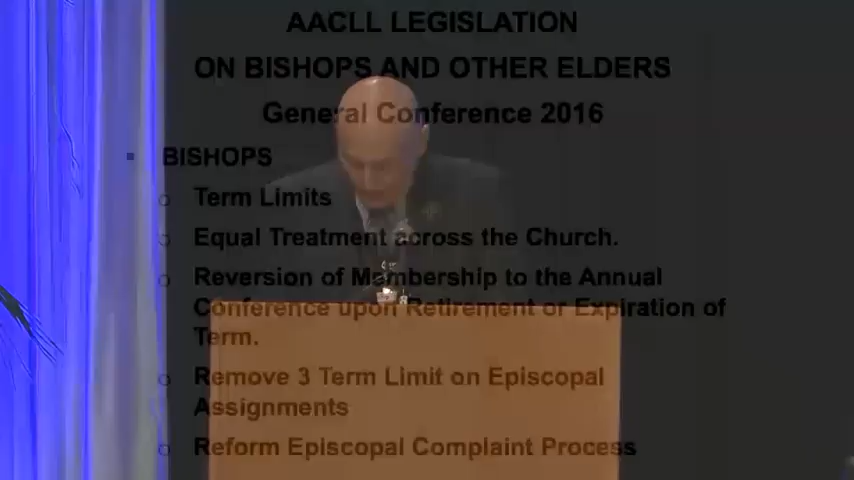 AACLL LEGISLATION
ON BISHOPS AND OTHER ELDERS
General Conference 2016
▪ BISHOPS
o Term Limits
o Equal Treatment across the Church.
o Reversion of Membership to the Annual
Conference upon Retirement or Expiration of
Term.
o Remove 3 Term Limit on Episcopal
Assignments
o Reform Episcopal Complaint Process